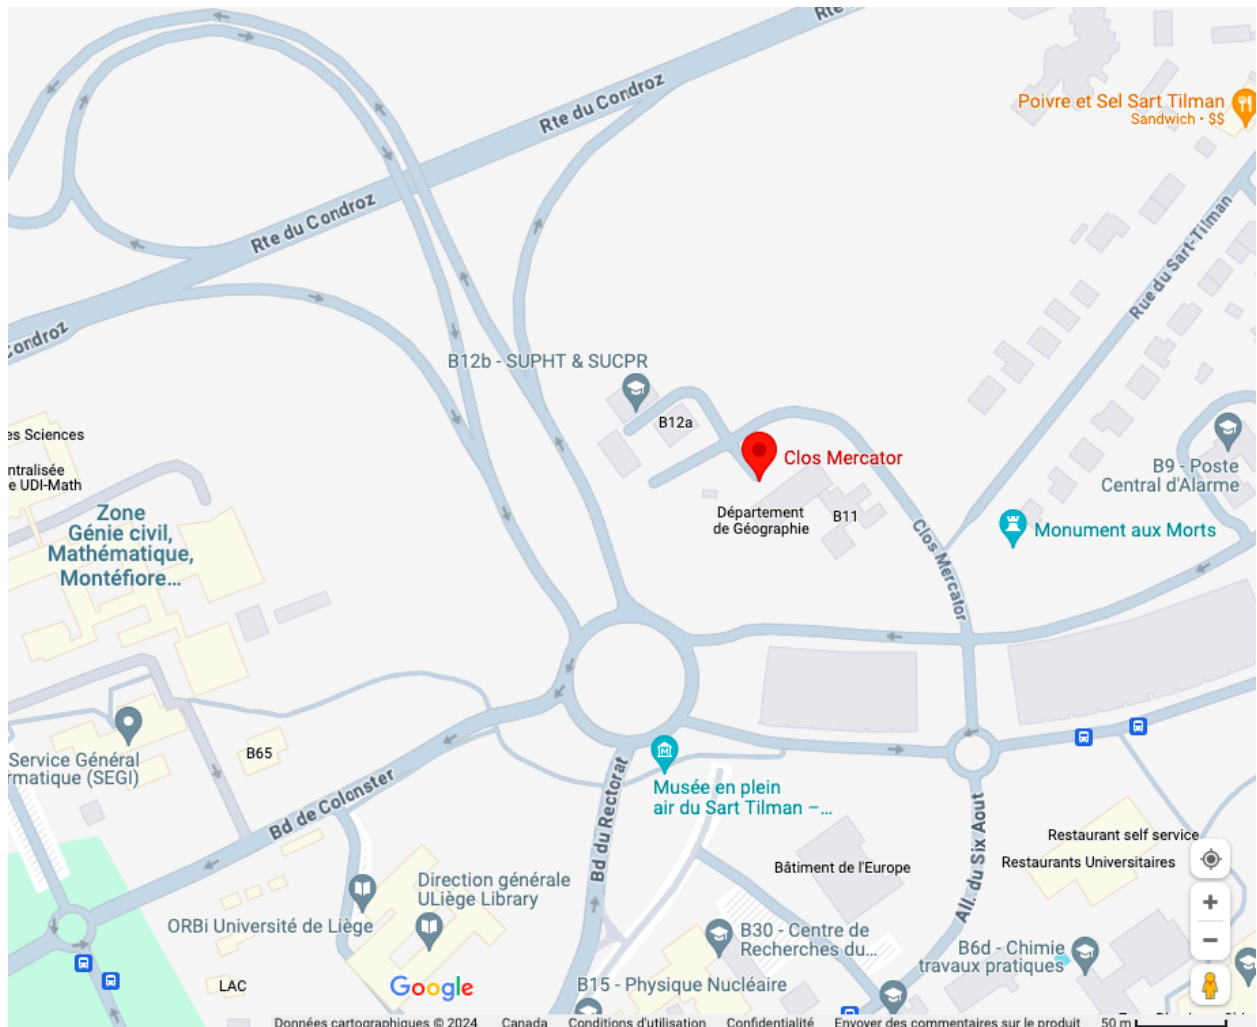 Rte du Condroz
Rte
Poivre et Sel Sart Tilman
Sandwich • $$
Rte du Condroz
Rue du Sart-Tilman
Condroz
B12b - SUPHT & SUCPR
B12a
es Sciences
ntralisée
e UDI-Math
Clos Mercator
B9 - Poste
Central d'Alarme
Zone
Génie civil,
Mathématique,
Montéfiore...
Département
de Géographie
B11
Monument aux Morts
Clos Mercator
Service Général
rmatique (SEGI)
B65
Musée en plein
air du Sart Tilman –...
Bd de Colonster
Bd du Rectorat
All. du Six Aout
Restaurant self service
Restaurants Universitaires
Bâtiment de l'Europe
Direction générale
ULiège Library
ORBi Université de Liège
B30 - Centre de
Recherches du...
B6d - Chimie
travaux pratiques
LAC
Google
B15 - Physique Nucléaire
Données cartographiques © 2024 Canada Conditions d'utilisation Confidentialité Envoyer des commentaires sur le produit 50 m